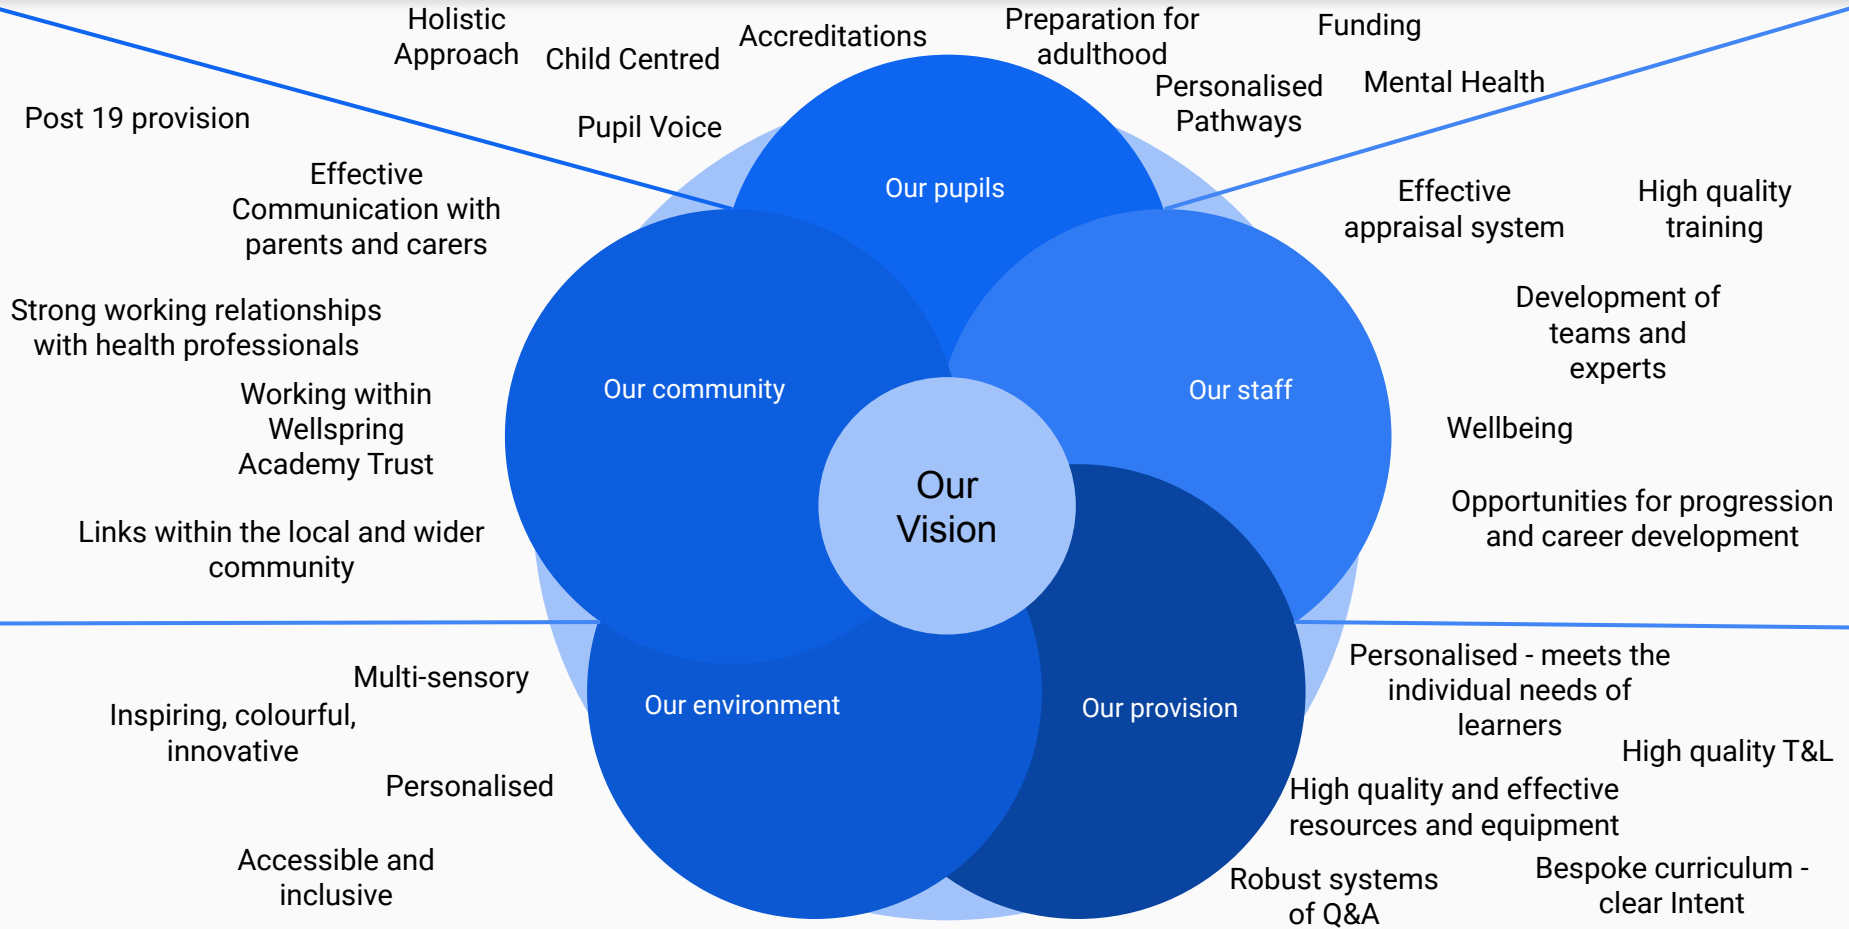 Holistic
Approach
Child Centred
Accreditations
Pupil Voice
Preparation for
adulthood
Personalised
Pathways
Funding
Mental Health
Our pupils
Post 19 provision
Effective
Communication with
parents and carers
Strong working relationships
with health professionals
Working within
Wellspring
Academy Trust
Links within the local and wider
community
Our community
Our staff
Effective
appraisal system
High quality
training
Development of
teams and
experts
Wellbeing
Opportunities for progression
and career development
Our
Vision
Multi-sensory
Inspiring, colourful,
innovative
Personalised
Accessible and
inclusive
Our environment
Our provision
Personalised - meets the
individual needs of
learners
High quality T&L
High quality and effective
resources and equipment
Robust systems
of Q&A
Bespoke curriculum -
clear Intent